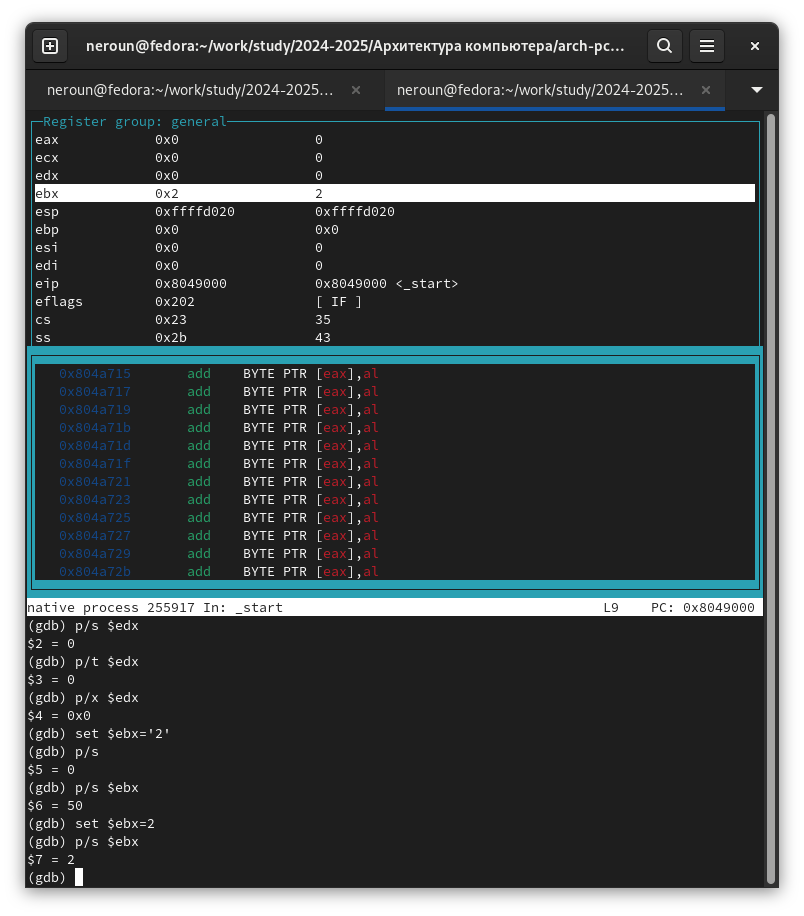 neroun@fedora:~/work/study/2024-2025/Архитектура компьютера/arch-pc...
neroun@fedora:~/work/study/2024-2025... neroun@fedora:~/work/study/2024-2025...
Register group: general
eax 0x0 0
ecx 0x0 0
edx 0x0 0
ebx 0x2 2
esp 0xffffd020 0xffffd020
ebp 0x0 0x0
esi 0x0 0
edi 0x0 0
eip 0x8049000 0x8049000 <_start>
eflags 0x202 [ IF ]
cs 0x23 35
ss 0x2b 43
0x804a715 add BYTE PTR [eax],al
0x804a717 add BYTE PTR [eax],al
0x804a719 add BYTE PTR [eax],al
0x804a71b add BYTE PTR [eax],al
0x804a71d add BYTE PTR [eax],al
0x804a71f add BYTE PTR [eax],al
0x804a721 add BYTE PTR [eax],al
0x804a723 add BYTE PTR [eax],al
0x804a725 add BYTE PTR [eax],al
0x804a727 add BYTE PTR [eax],al
0x804a729 add BYTE PTR [eax],al
0x804a72b add BYTE PTR [eax],al
native process 255917 In: _start L9 PC: 0x8049000
(gdb) p/s $edx
$2 = 0
(gdb) p/t $edx
$3 = 0
(gdb) p/x $edx
$4 = 0x0
(gdb) set $ebx='2'
(gdb) p/s
$5 = 0
(gdb) p/s $ebx
$6 = 50
(gdb) set $ebx=2
(gdb) p/s $ebx
$7 = 2
(gdb)